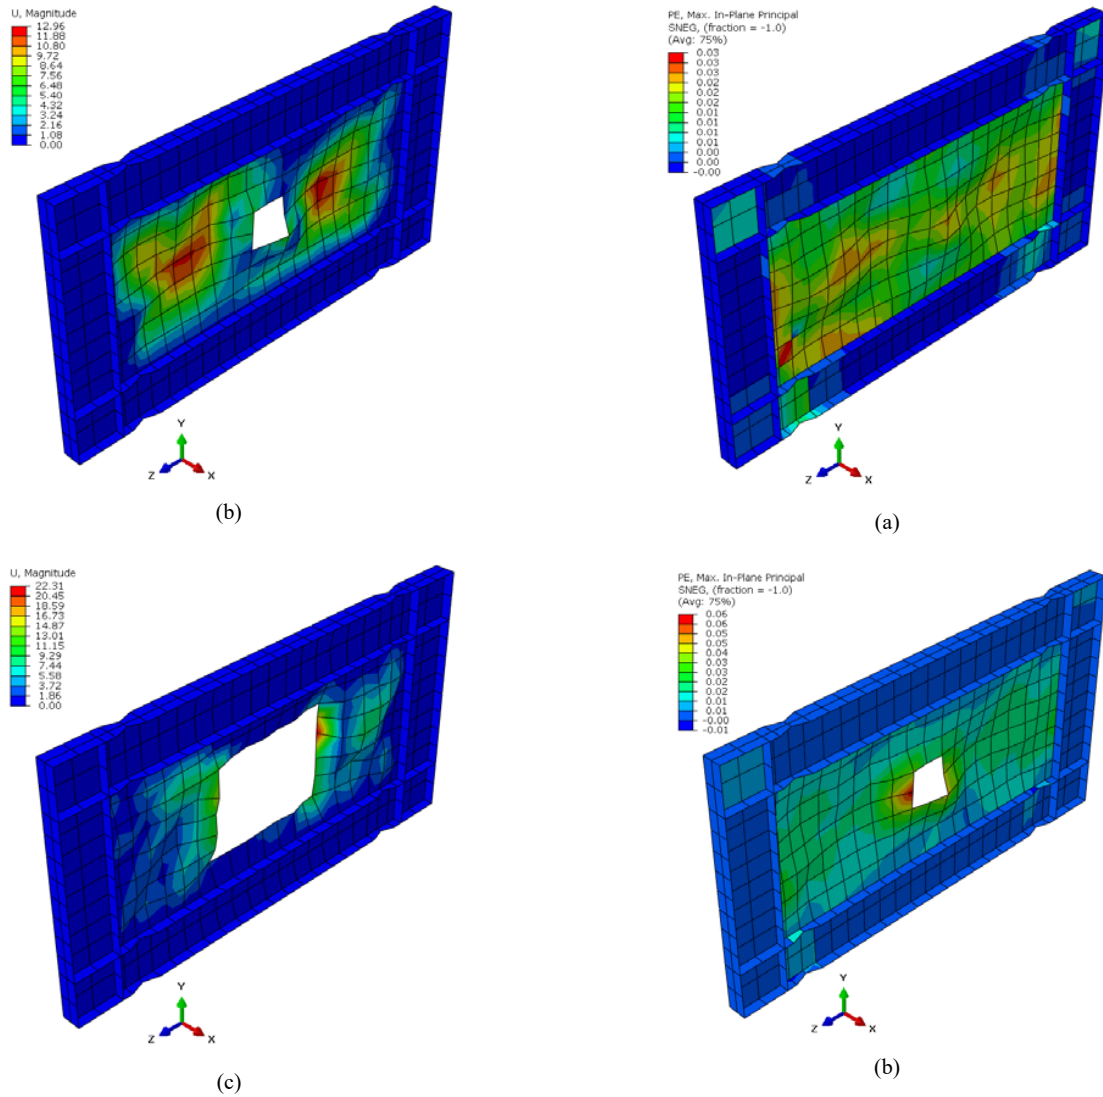 U, Magnitude
12.96
11.88
10.80
9.72
8.64
7.56
6.48
5.40
4.32
3.24
2.16
1.08
0.00
Y
Z
X
(b)
PE, Max. In-Plane Principal
SNEG, (fraction = -1.0)
(Avg: 75%)
0.03
0.03
0.03
0.02
0.02
0.02
0.01
0.01
0.01
0.00
0.00
-0.00
Y
Z
X
(a)
U, Magnitude
22.31
20.45
18.59
16.73
14.87
13.01
11.15
9.29
7.44
5.58
3.72
1.86
0.00
Y
Z
X
(c)
PE, Max. In-Plane Principal
SNEG, (fraction = -1.0)
(Avg: 75%)
0.06
0.06
0.05
0.04
0.03
0.03
0.02
0.02
0.01
-0.00
-0.01
Y
Z
X
(b)